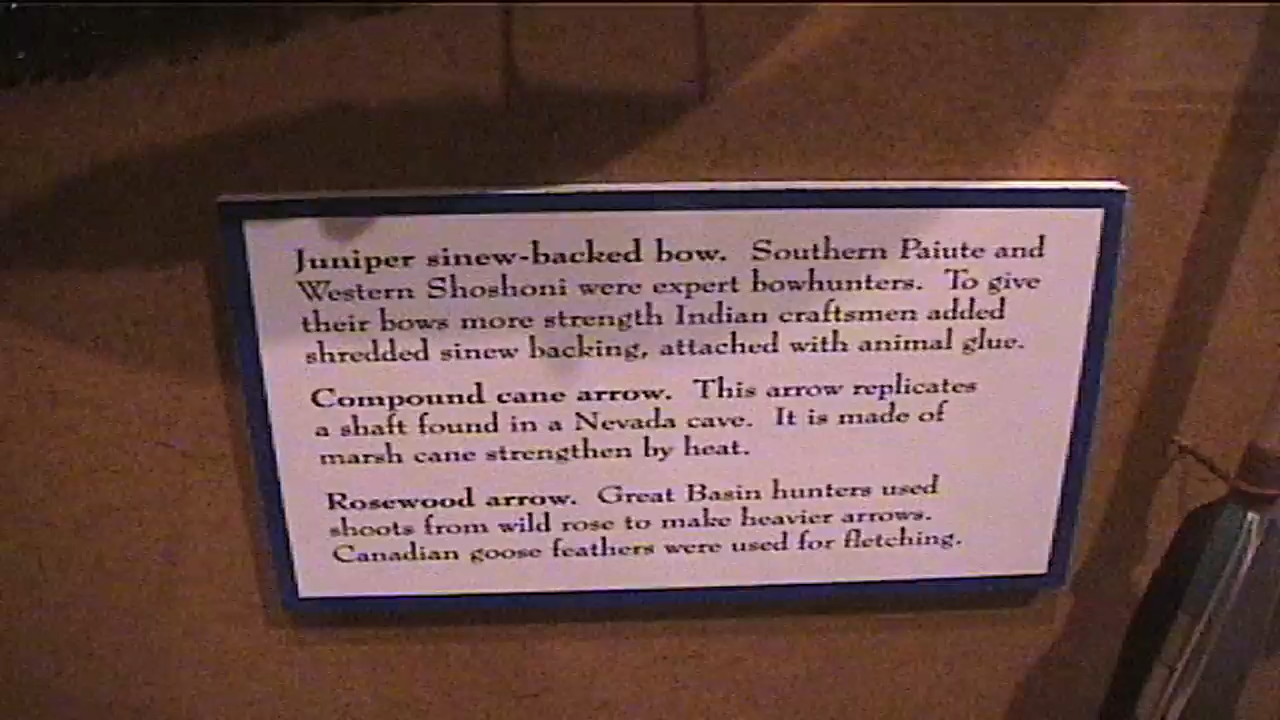 Juniper sinew-backed bow. Southern Paiute and
Western Shoshoni were expert bowhunters. To give
their bows more strength Indian craftsmen added
shredded sinew backing, attached with animal glue.
Compound cane arrow. This arrow replicates
a shaft found in a Nevada cave. It is made of
marsh cane strengthen by heat.
Rosewood arrow. Great Basin hunters used
shoots from wild rose to make heavier arrows.
Canadian goose feathers were used for fletching.